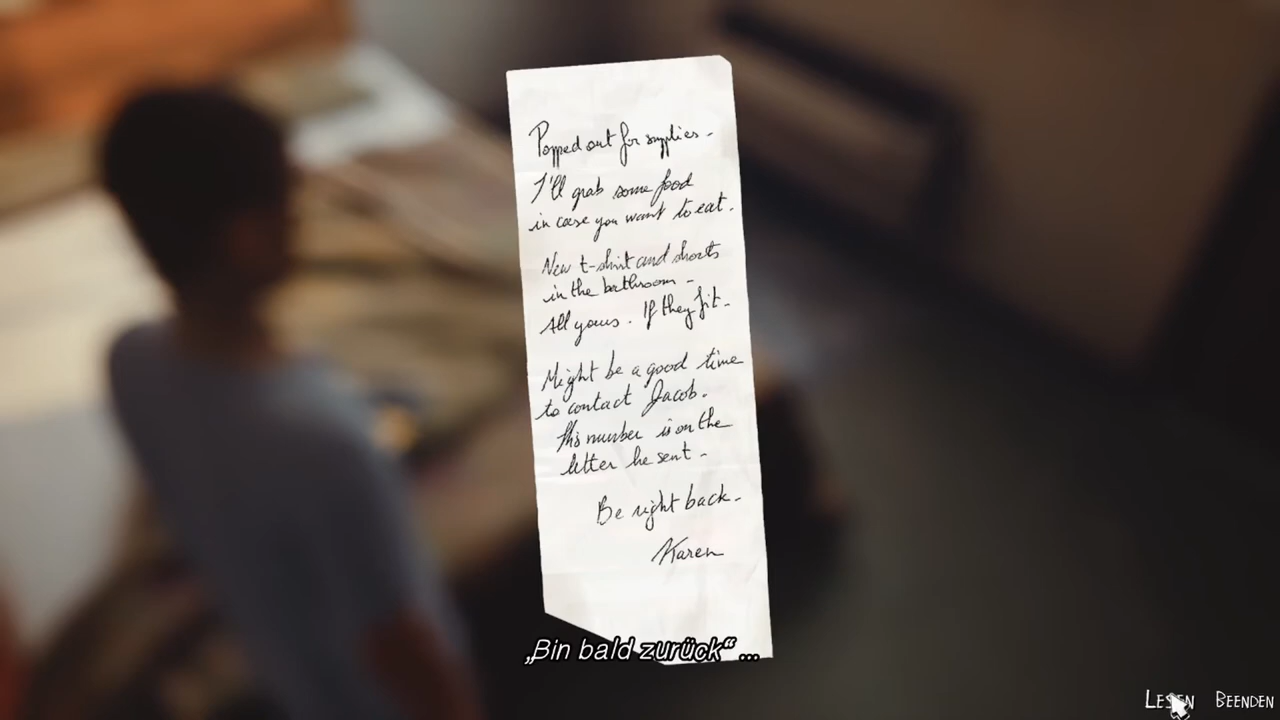 Popped out for supplies -
I'll grab some food
in case you want to eat.
New t-shirt and shorts
in the bathroom -
All yours. If they fit -
Might be a good time
to contact Jacob.
His number is on the
letter he sent -
Be right back -
Karen
„Bin bald zurück“ ...
LESEN BEENDEN